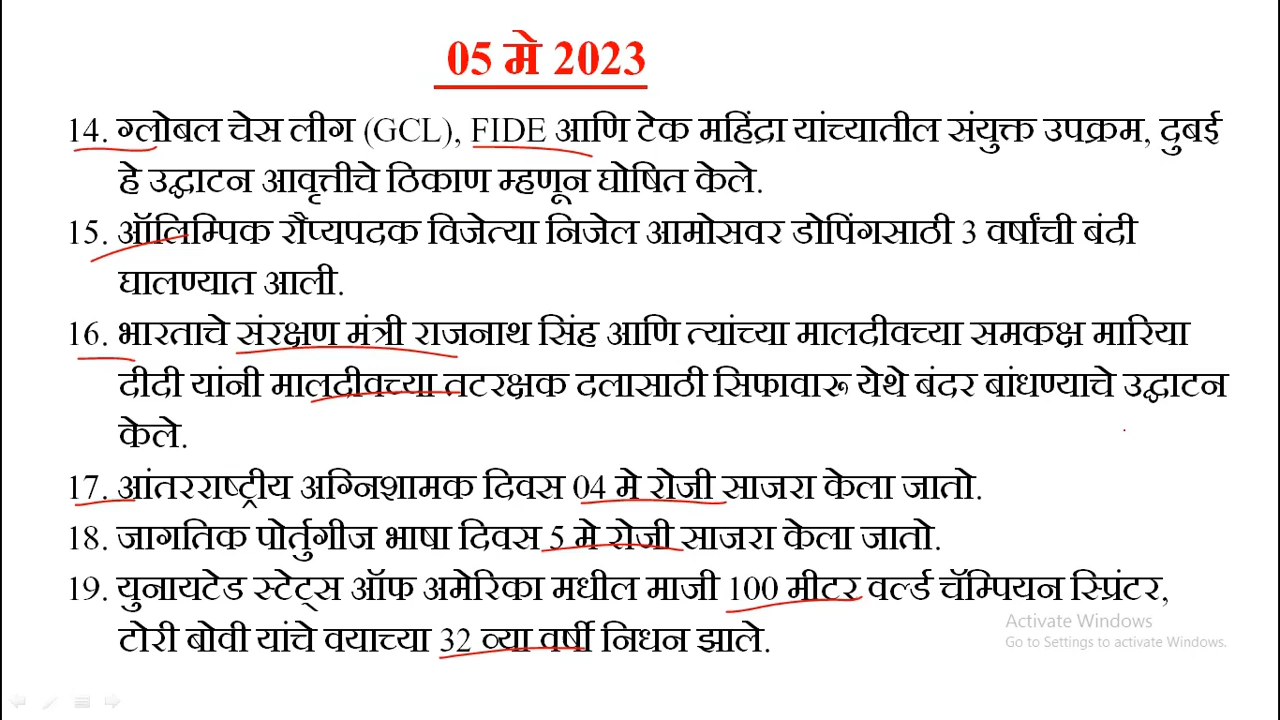 05 मे 2023
14. ग्लोबल चेस लीग (GCL), FIDE आणि टेक महिंद्रा यांच्यातील संयुक्त उपक्रम, दुबई
हे उद्घाटन आवृत्तीचे ठिकाण म्हणून घोषित केले.
15. ऑलिम्पिक रौप्यपदक विजेत्या निजेल आमोसवर डोपिंगसाठी 3 वर्षांची बंदी
घालण्यात आली.
16. भारताचे संरक्षण मंत्री राजनाथ सिंह आणि त्यांच्या मालदीवच्या समकक्ष मारिया
दीदी यांनी मालदीवच्या तटरक्षक दलासाठी सिफावारू येथे बंदर बांधण्याचे उद्घाटन
केले.
17. आंतरराष्ट्रीय अग्निशामक दिवस 04 मे रोजी साजरा केला जातो.
18. जागतिक पोर्तुगीज भाषा दिवस 5 मे रोजी साजरा केला जातो.
19. युनायटेड स्टेट्स ऑफ अमेरिका मधील माजी 100 मीटर वर्ल्ड चॅम्पियन स्प्रिंटर,
टोरी बोवी यांचे वयाच्या 32 व्या वर्षी निधन झाले.
Activate Windows
Go to Settings to activate Windows.